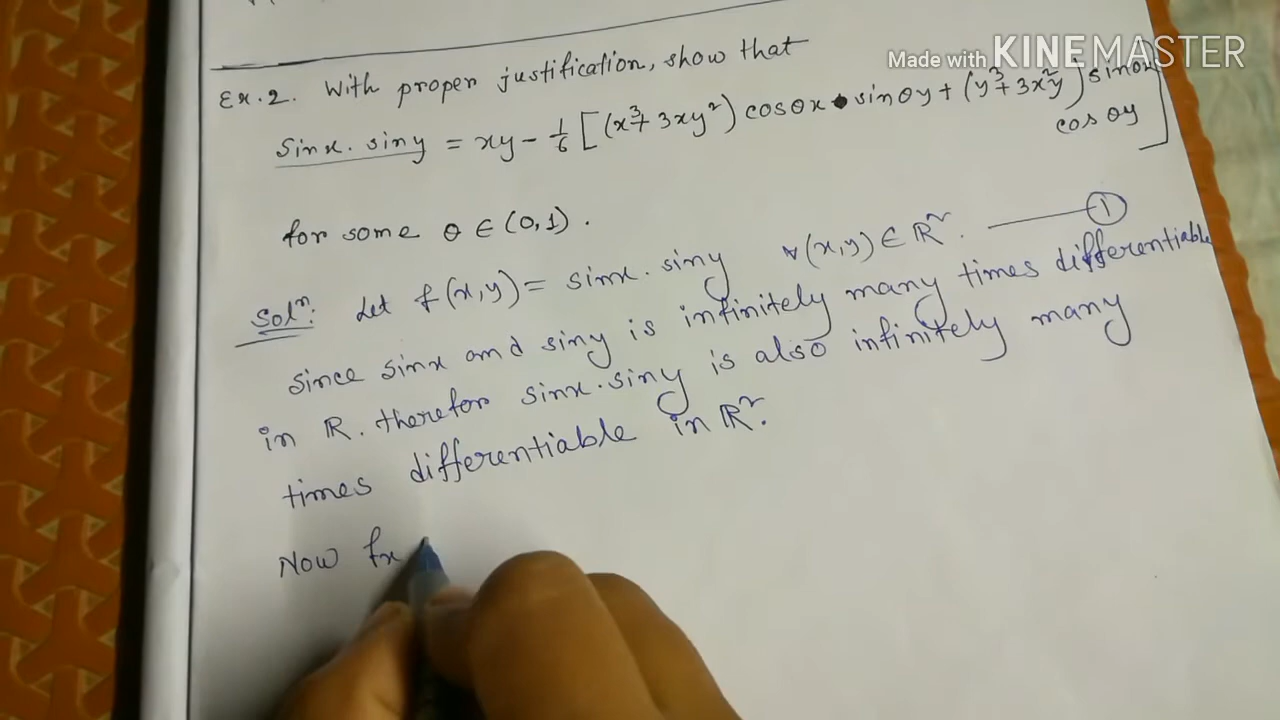 Made with KINEMASTER
Ex.2. With proper justification, show that
Sinx. siny = xy - 1/6 [(x³+3xy²) cosθx • sinθy + (y³+3x²y) sinθx
cosθy]
for some θ ∈ (0,1).
Solⁿ: Let f(x,y) = sinx. siny ∀(x,y) ∈ ℝ². ——— ①
since sinx and siny is infinitely many times differentiable
in ℝ. therefor sinx.siny is also infinitely many
times differentiable in ℝ².
Now fx